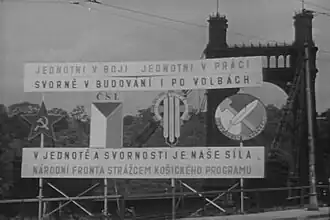 JEDNOTNI V BOJI JEDNOTNI V PRÁCI
SVORNĚ V BUDOVÁNÍ I PO VOLBÁCH
ČSL
V JEDNOTĚ A SVORNOSTI JE NAŠE SÍLA
NÁRODNÍ FRONTA STRÁŽCEM KOŠICKÉHO PROGRAMU